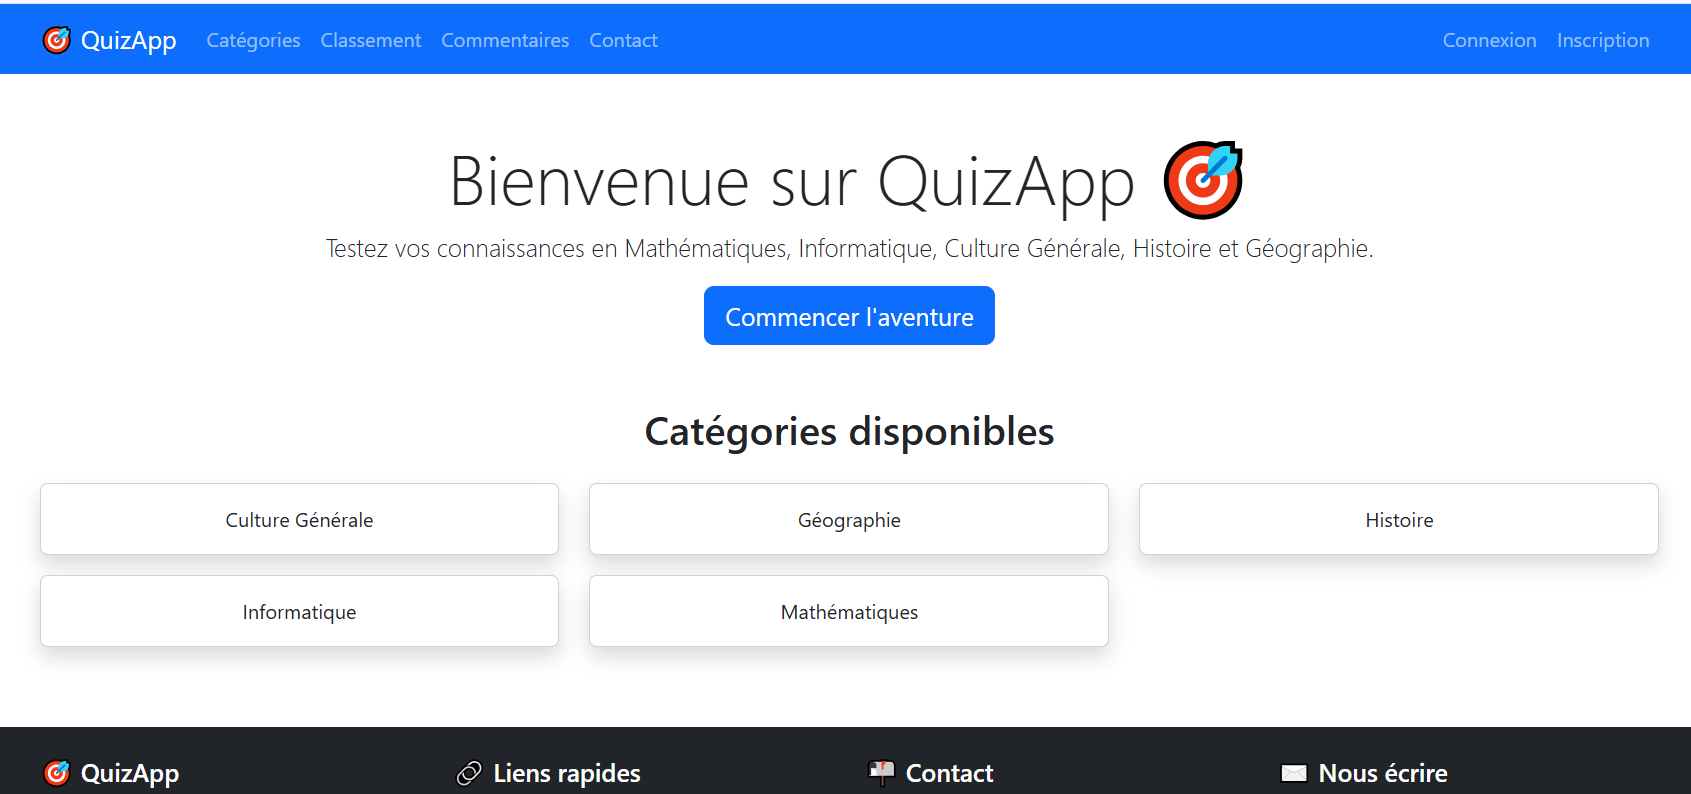 QuizApp Catégories Classement Commentaires Contact Connexion Inscription
Bienvenue sur QuizApp
Testez vos connaissances en Mathématiques, Informatique, Culture Générale, Histoire et Géographie.
Commencer l'aventure
Catégories disponibles
Culture Générale Géographie Histoire
Informatique Mathématiques
QuizApp Liens rapides Contact Nous écrire